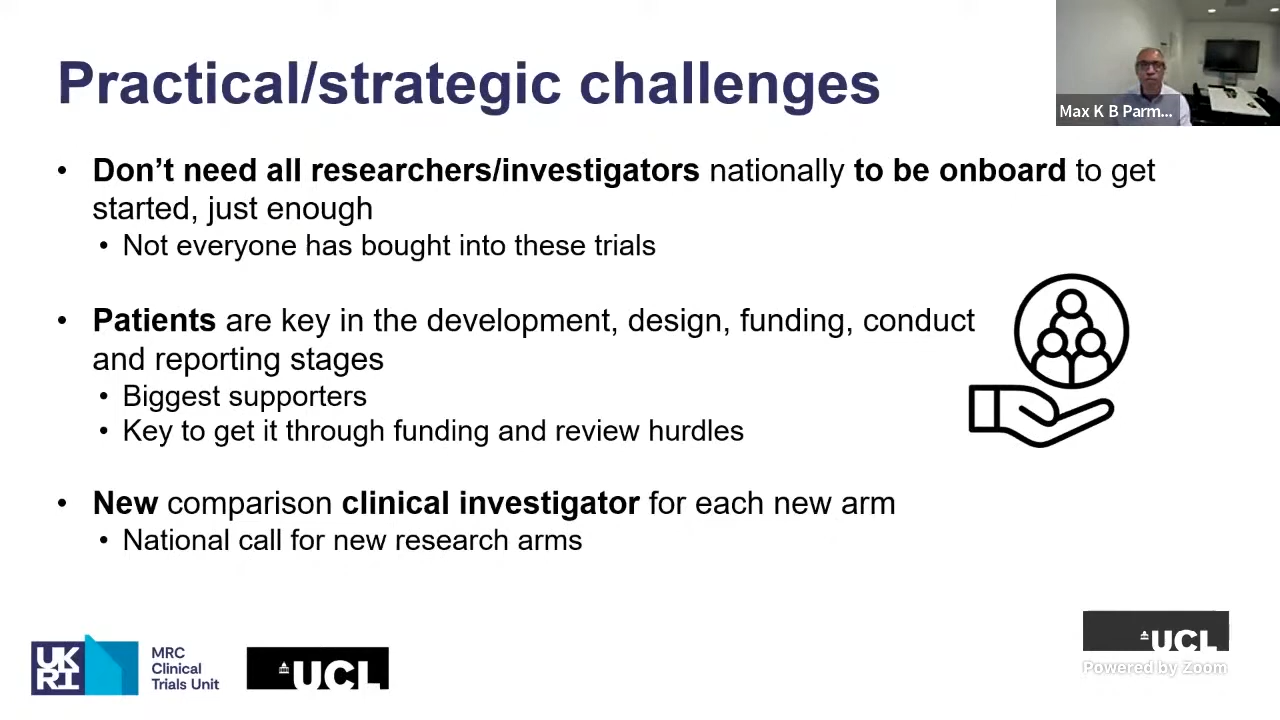 Practical/strategic challenges
Max K B Parm...
• Don't need all researchers/investigators nationally to be onboard to get
started, just enough
• Not everyone has bought into these trials
• Patients are key in the development, design, funding, conduct
and reporting stages
• Biggest supporters
• Key to get it through funding and review hurdles
• New comparison clinical investigator for each new arm
• National call for new research arms
UK
RI
MRC
Clinical
Trials Unit
UCL
UCL
Powered by Zoom